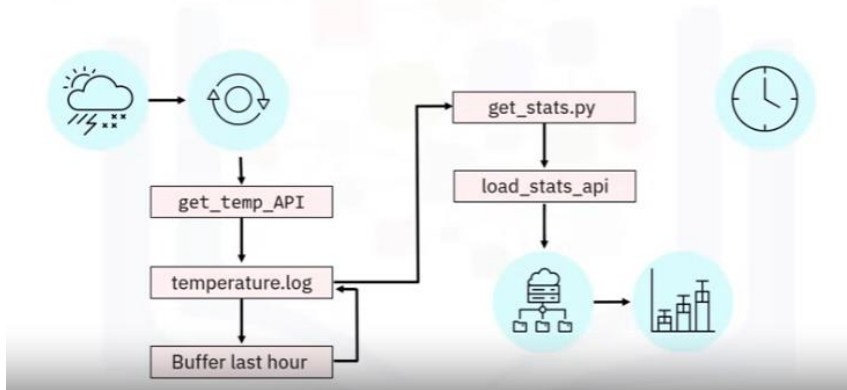 get_temp_API
temperature.log
Buffer last hour
get_stats.py
load_stats_api